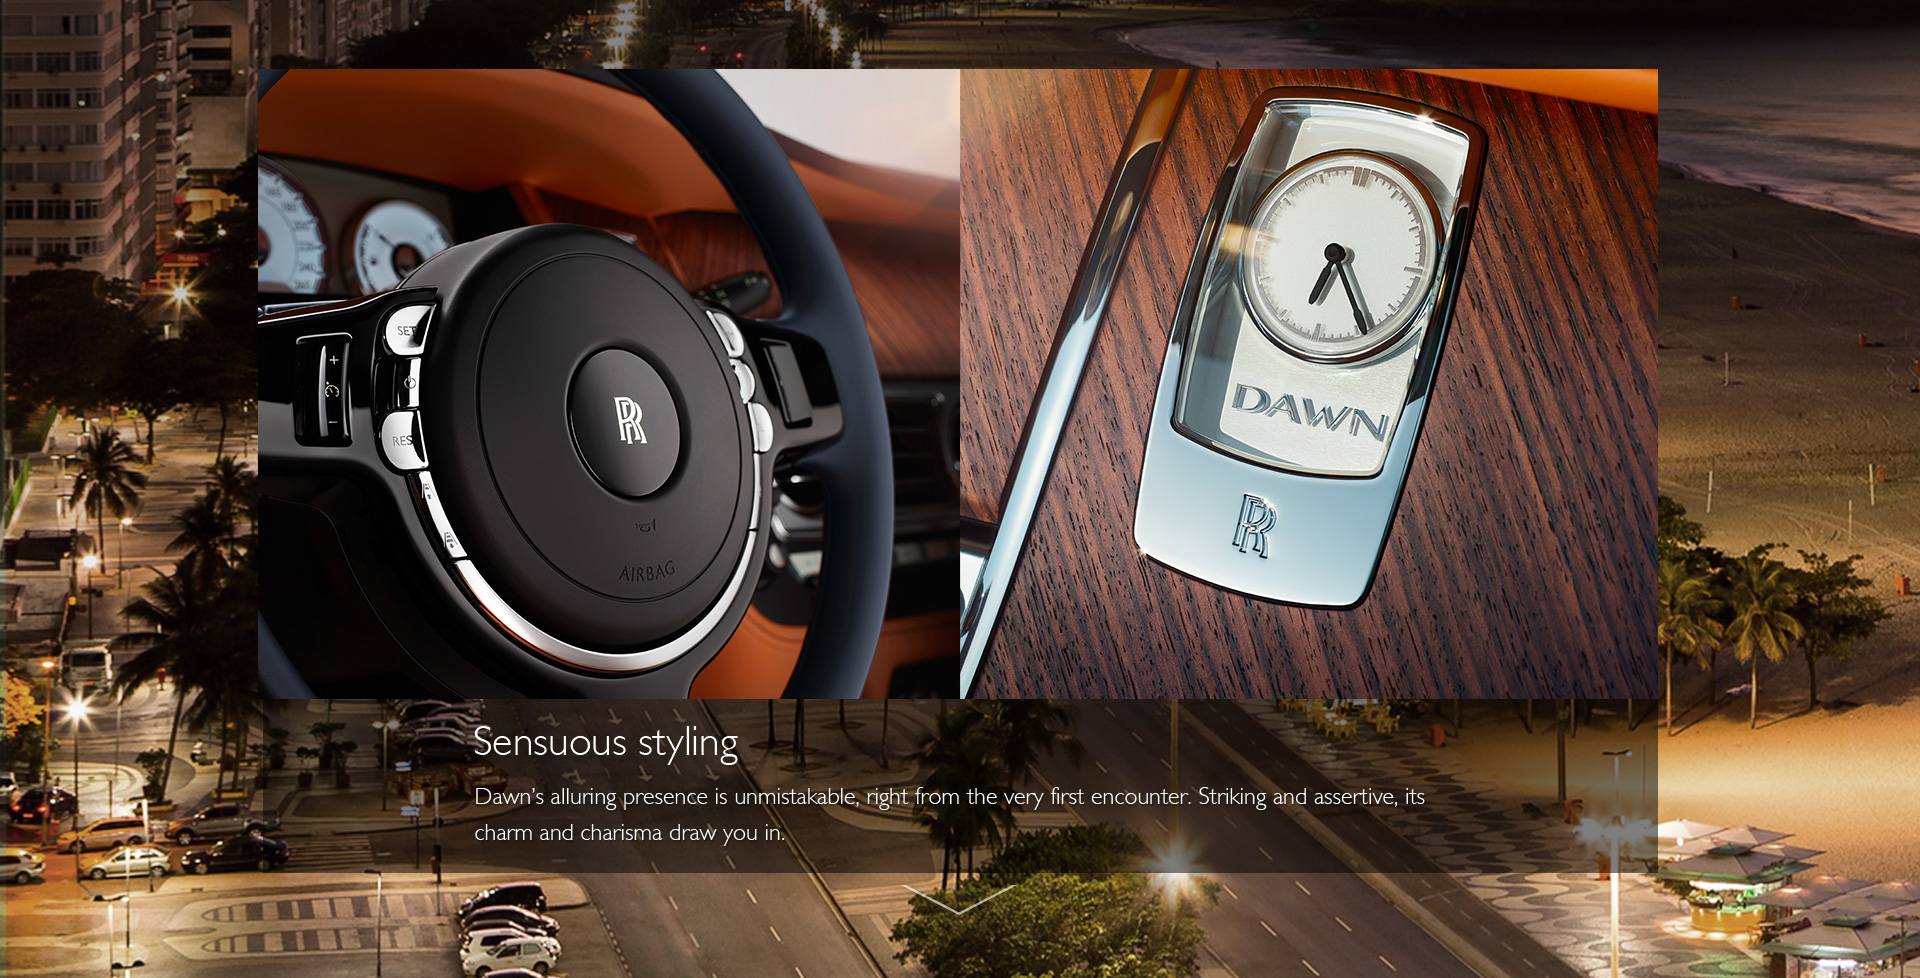 SET
RES
AIRBAG
DAWN
Sensuous styling
Dawn's alluring presence is unmistakable, right from the very first encounter. Striking and assertive, its
charm and charisma draw you in.